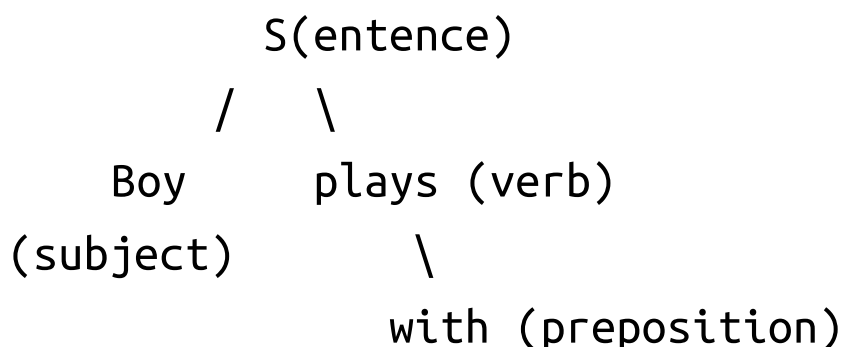 S(entence)
/ \
Boy plays (verb)
(subject) \
with (preposition)